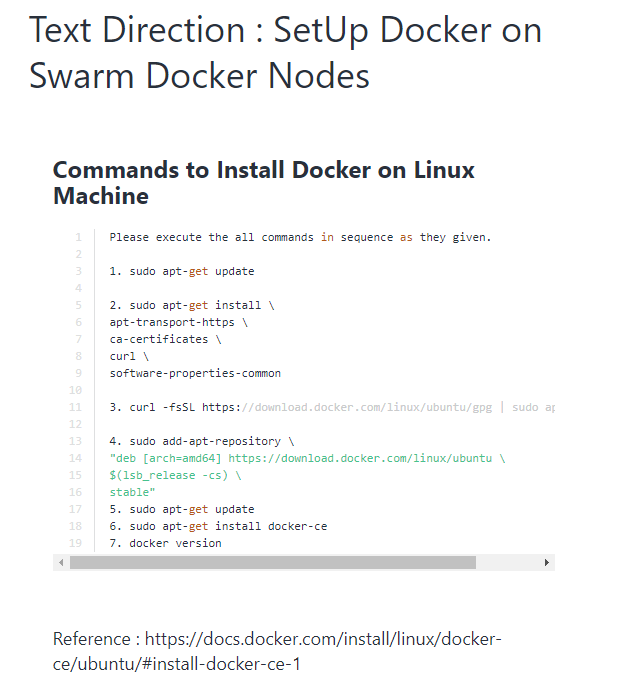 Text Direction : SetUp Docker on
Swarm Docker Nodes
Commands to Install Docker on Linux
Machine
1 Please execute the all commands in sequence as they given.
2
3 1. sudo apt-get update
4
5 2. sudo apt-get install \
6 apt-transport-https \
7 ca-certificates \
8 curl \
9 software-properties-common
10
11 3. curl -fsSL https://download.docker.com/linux/ubuntu/gpg | sudo
12
13 4. sudo add-apt-repository \
14 "deb [arch=amd64] https://download.docker.com/linux/ubuntu \
15 $(lsb_release -cs) \
16 stable"
17 5. sudo apt-get update
18 6. sudo apt-get install docker-ce
19 7. docker version
Reference : https://docs.docker.com/install/linux/docker-
ce/ubuntu/#install-docker-ce-1